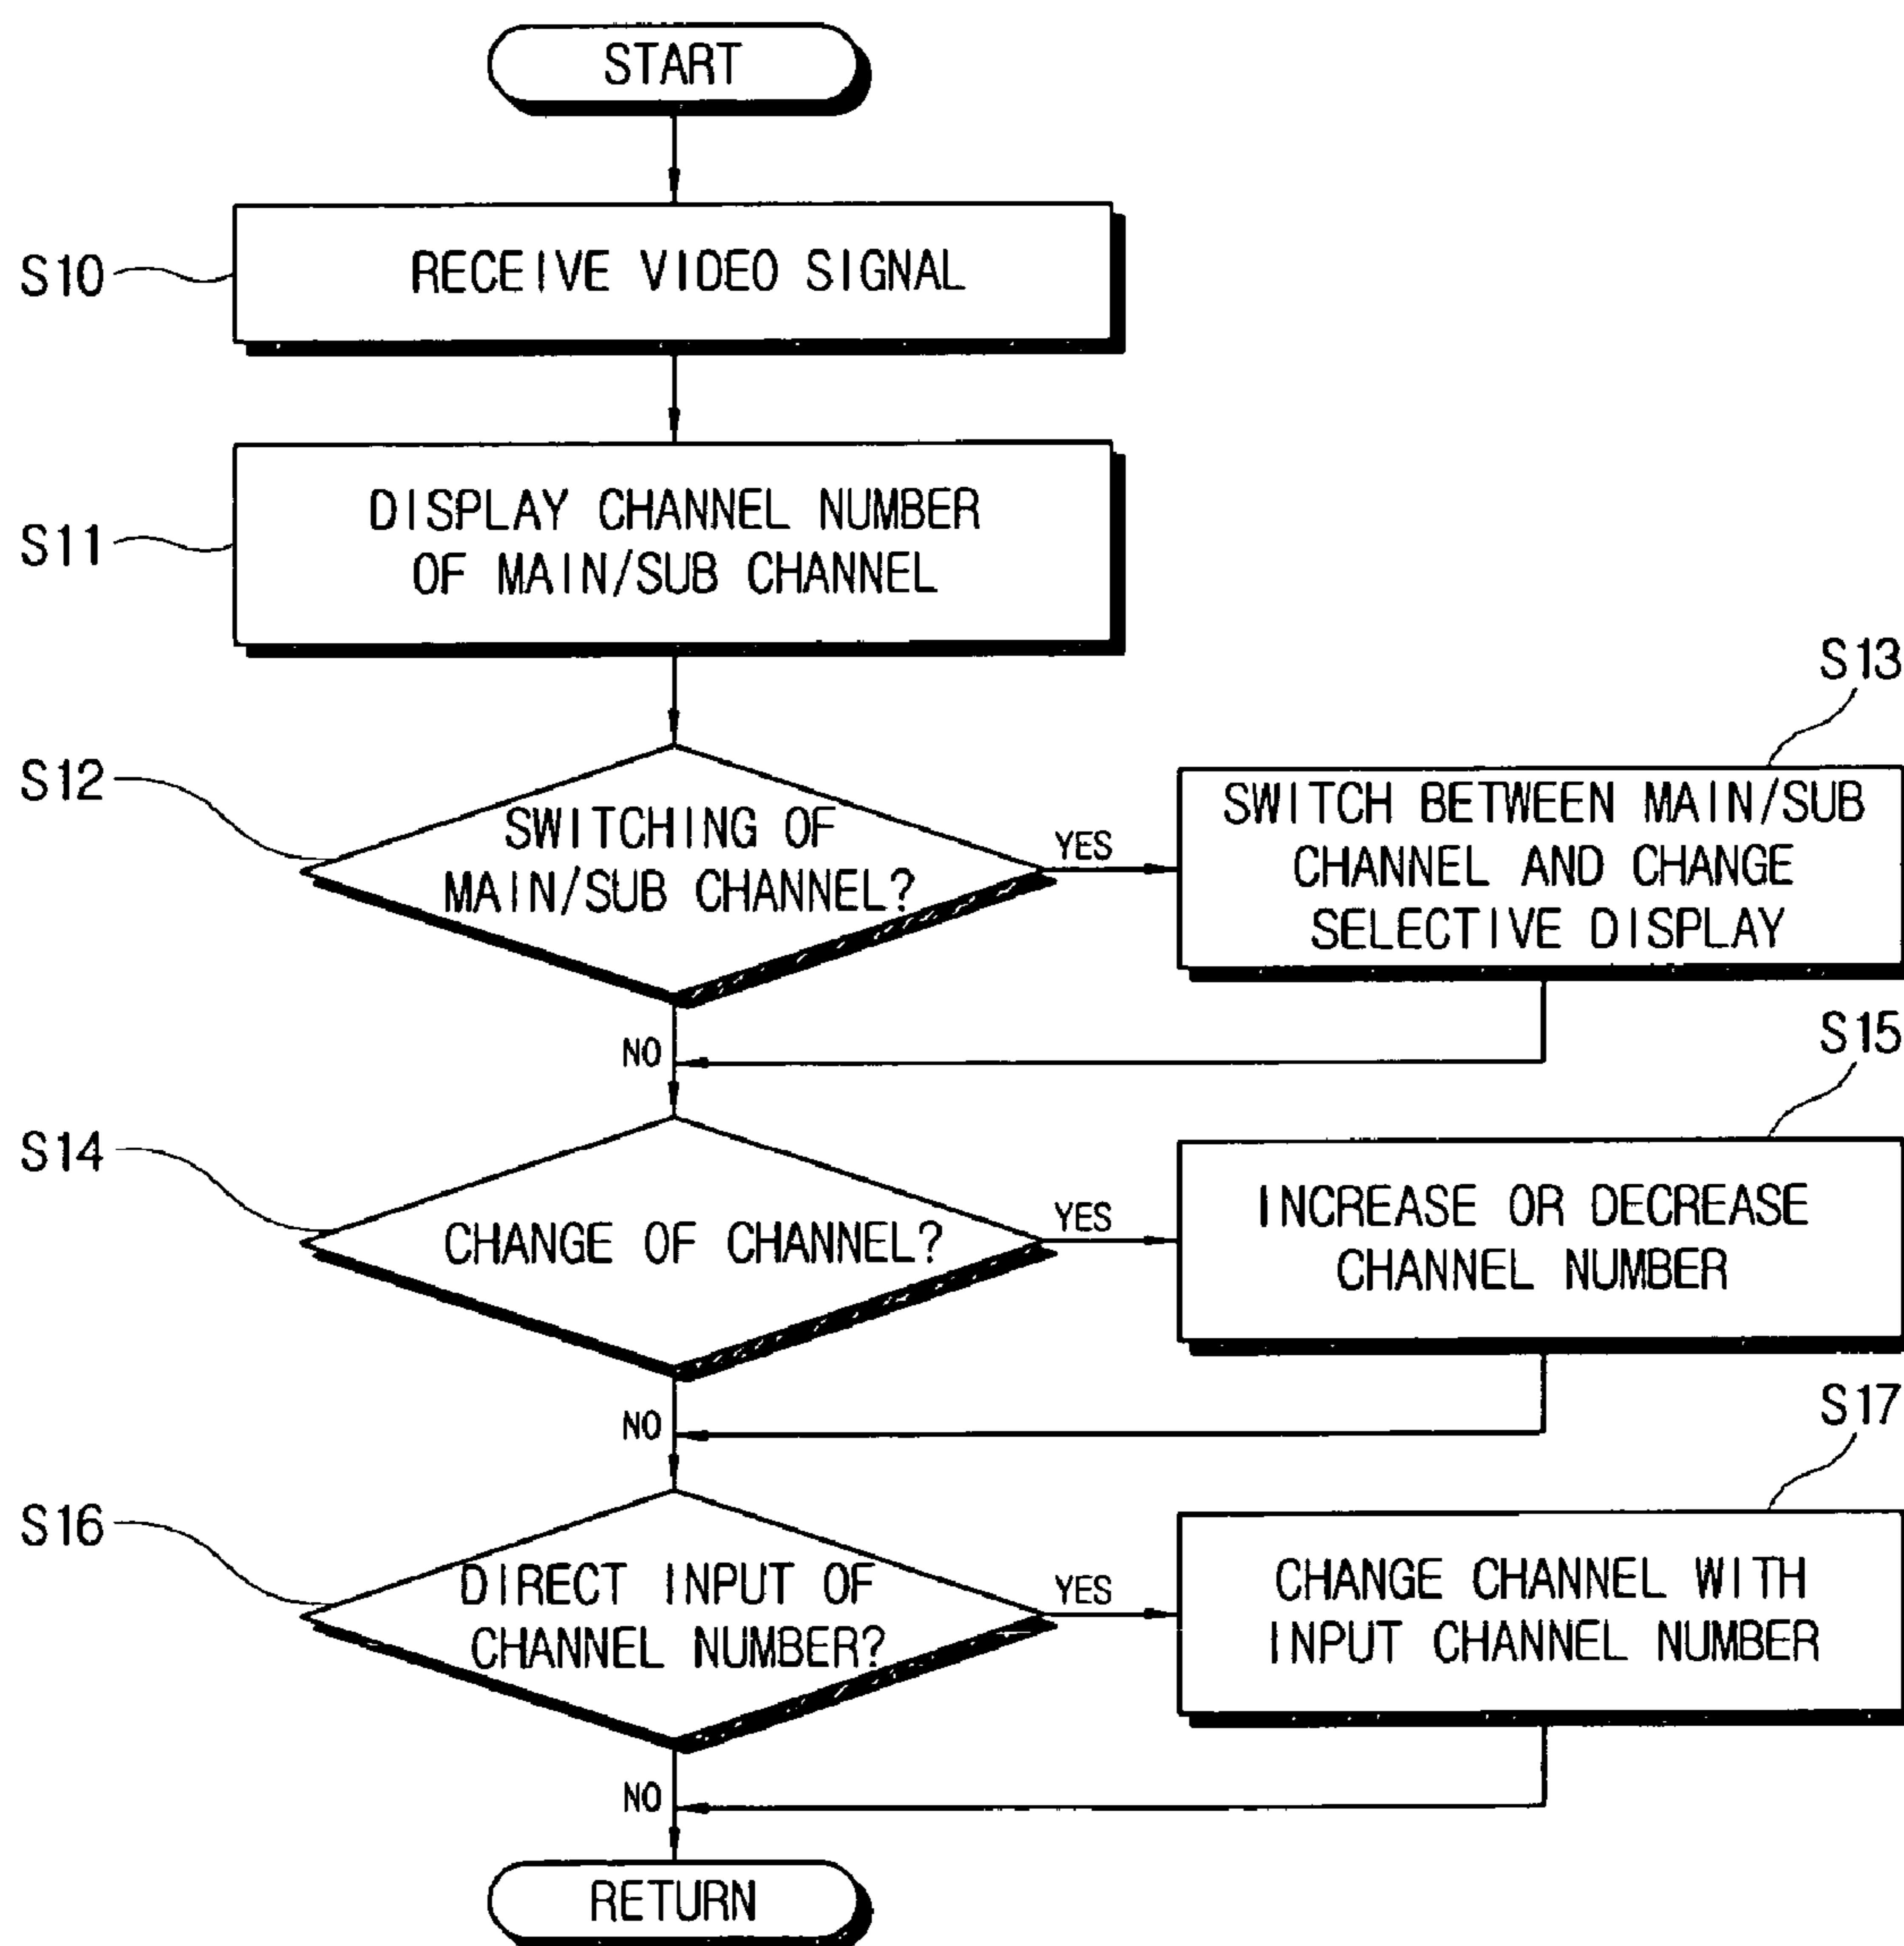 START
S10
RECEIVE VIDEO SIGNAL
S11
DISPLAY CHANNEL NUMBER
OF MAIN/SUB CHANNEL
S12
SWITCHING OF
MAIN/SUB CHANNEL?
YES
S13
SWITCH BETWEEN MAIN/SUB
CHANNEL AND CHANGE
SELECTIVE DISPLAY
NO
S14
CHANGE OF CHANNEL?
YES
S15
INCREASE OR DECREASE
CHANNEL NUMBER
NO
S16
DIRECT INPUT OF
CHANNEL NUMBER?
YES
S17
CHANGE CHANNEL WITH
INPUT CHANNEL NUMBER
NO
RETURN